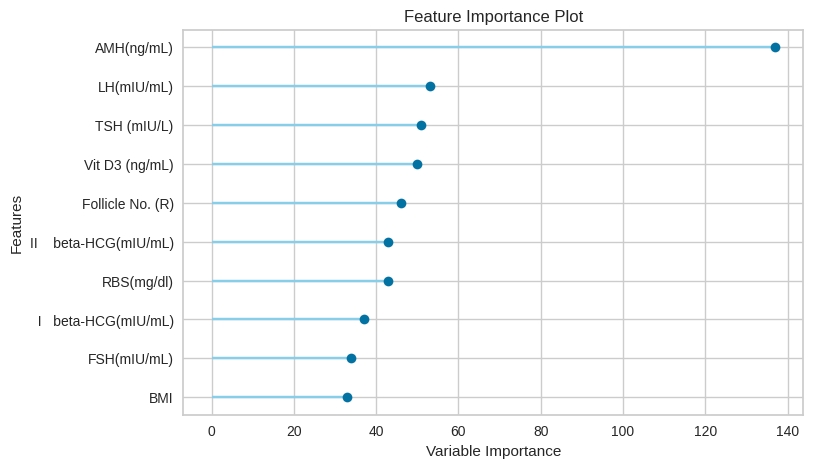 Feature Importance Plot
AMH(ng/mL)
LH(mIU/mL)
TSH (mIU/L)
Vit D3 (ng/mL)
Follicle No. (R)
II    beta-HCG(mIU/mL)
RBS(mg/dl)
I   beta-HCG(mIU/mL)
FSH(mIU/mL)
BMI
Features
0 20 40 60 80 100 120 140
Variable Importance